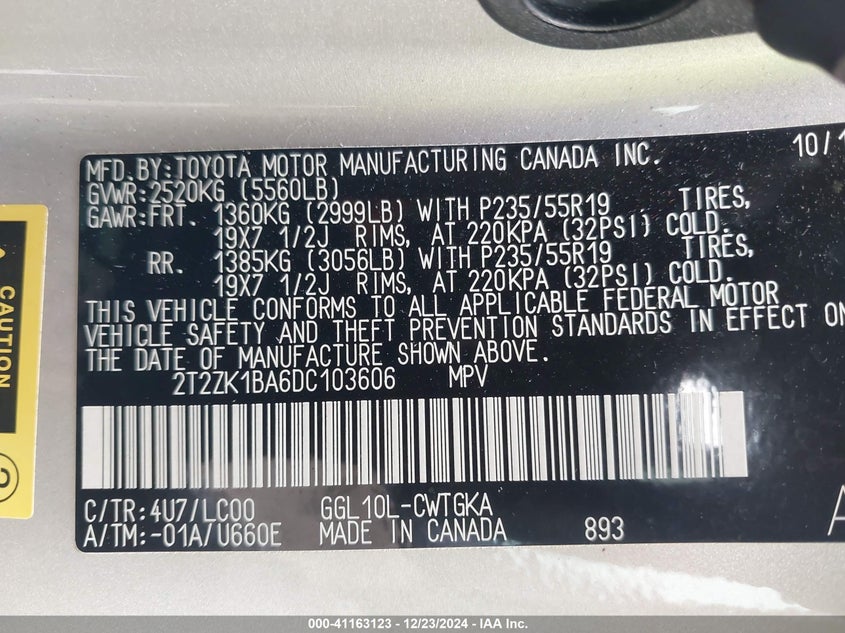 MFD.BY:TOYOTA MOTOR MANUFACTURING CANADA INC. 10/1
GVWR:2520KG (5560LB)
GAWR:FRT. 1360KG (2999LB) WITH P235/55R19 TIRES,
19X7 1/2J RIMS, AT 220KPA (32PSI) COLD.
RR. 1385KG (3056LB) WITH P235/55R19 TIRES,
19X7 1/2J RIMS, AT 220KPA (32PSI) COLD.
THIS VEHICLE CONFORMS TO ALL APPLICABLE FEDERAL MOTOR
VEHICLE SAFETY AND THEFT PREVENTION STANDARDS IN EFFECT ON
THE DATE OF MANUFACTURE SHOWN ABOVE.
2T2ZK1BA6DC103606 MPV
C/TR:4U7/LC00 GGL10L-CWTGKA
A/TM:-01A/U660E MADE IN CANADA 893
A
CAUTION
000-41163123 - 12/23/2024 - IAA Inc.